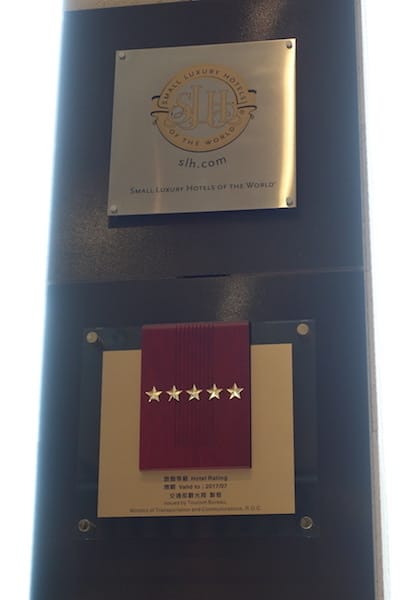 SMALL LUXURY HOTELS
SLH
OF THE WORLD
slh.com
SMALL LUXURY HOTELS OF THE WORLD
旅館等級 Hotel Rating
效期 Valid to : 2017/07
交通部觀光局 製發
Issued by Tourism Bureau,
Ministry of Transportation and Communications, R.O.C.